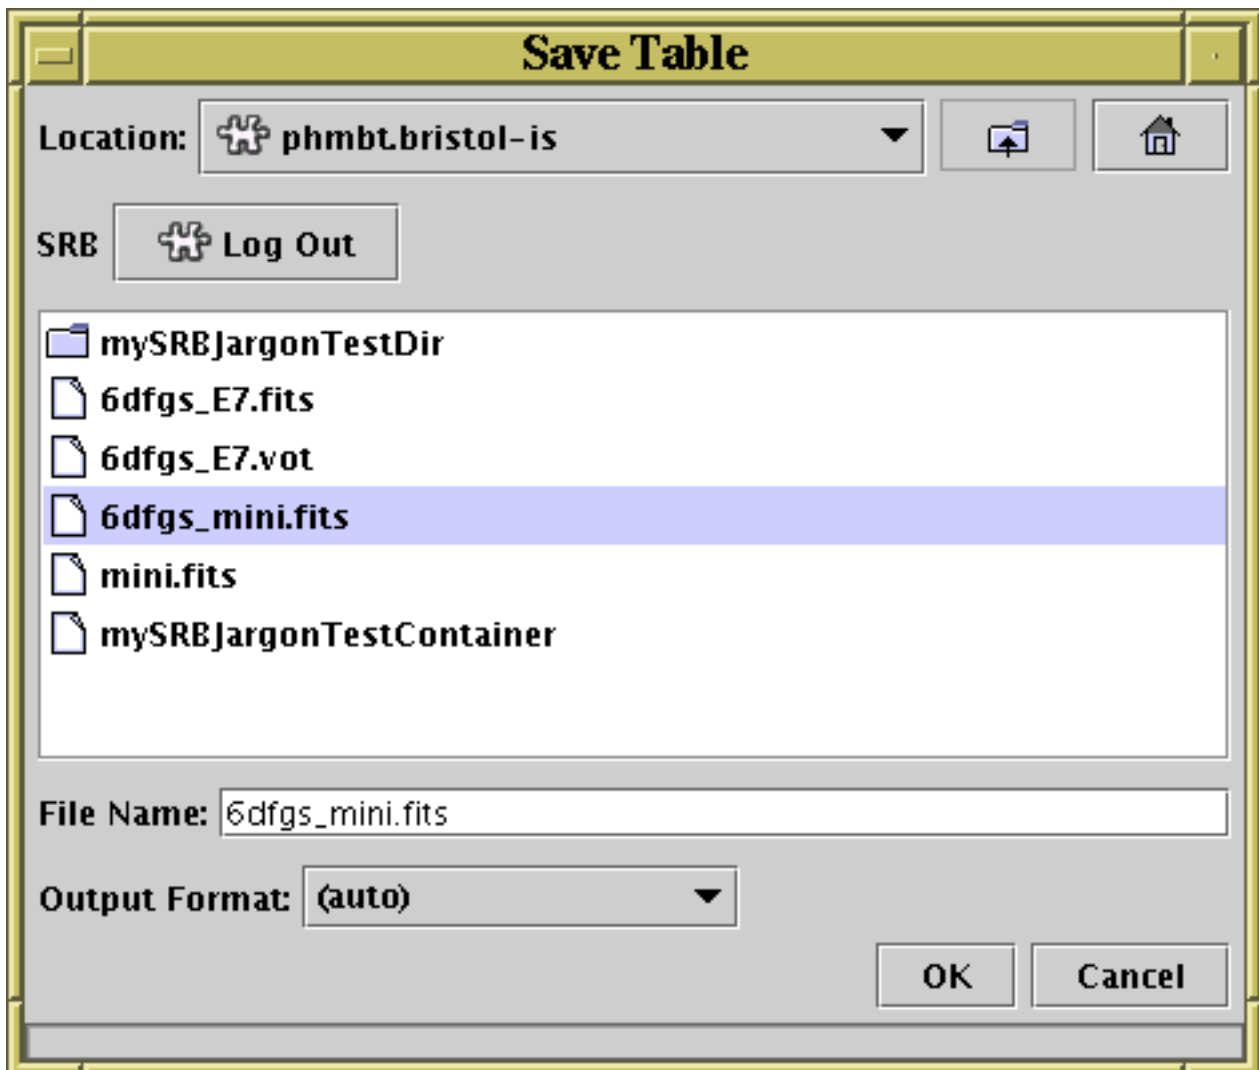 Save Table
Location: phmbt.bristol-is
SRB Log Out
mySRBJargonTestDir
6dfgs_E7.fits
6dfgs_E7.vot
6dfgs_mini.fits
mini.fits
mySRBJargonTestContainer
File Name: 6dfgs_mini.fits
Output Format: (auto)
OK Cancel